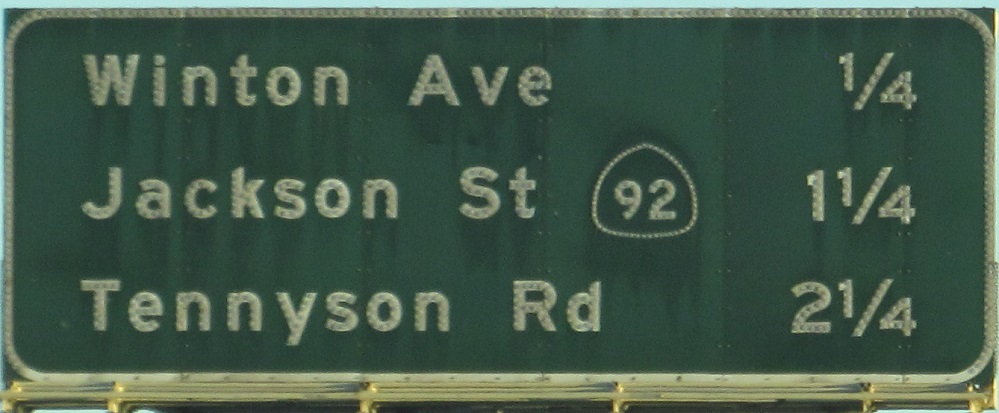 Winton Ave 1/4
Jackson St 92 1 1/4
Tennyson Rd 2 1/4